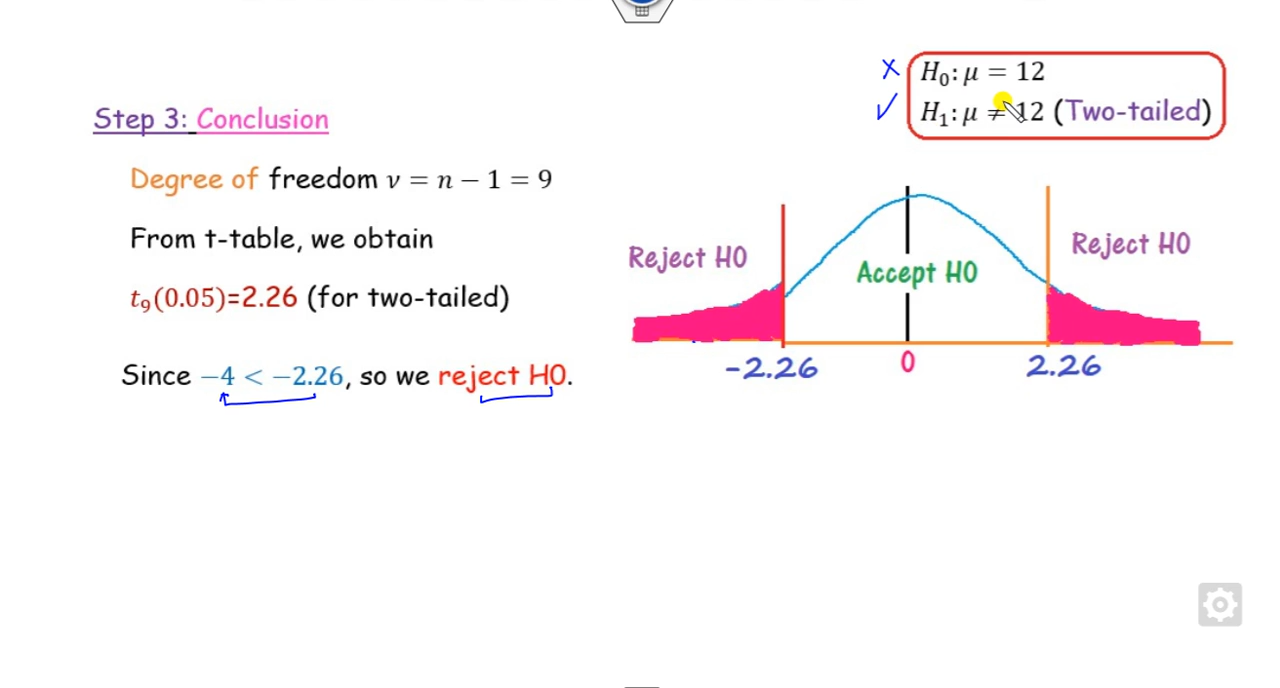 × H₀: μ = 12
✓ H₁: μ ≠ 12 (Two-tailed)
Step 3: Conclusion
Degree of freedom ν = n − 1 = 9
From t-table, we obtain
t₉(0.05)=2.26 (for two-tailed)
Since −4 < −2.26, so we reject H0.
Reject H0
Accept H0
Reject H0
-2.26
0
2.26